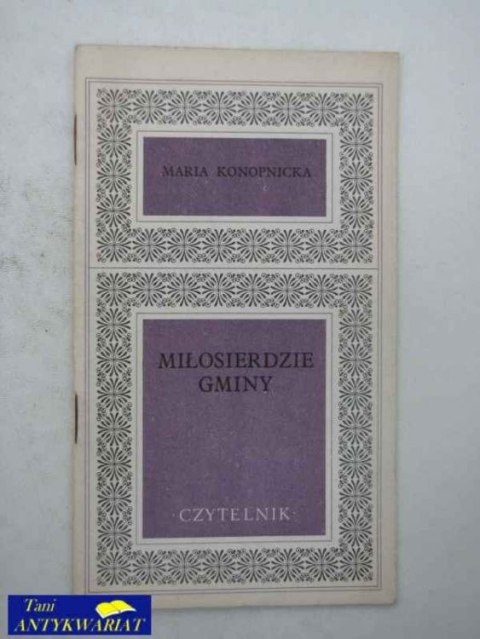 MARIA KONOPNICKA
MIŁOSIERDZIE
GMINY
·CZYTELNIK·
Tani
ANTYKWARIAT